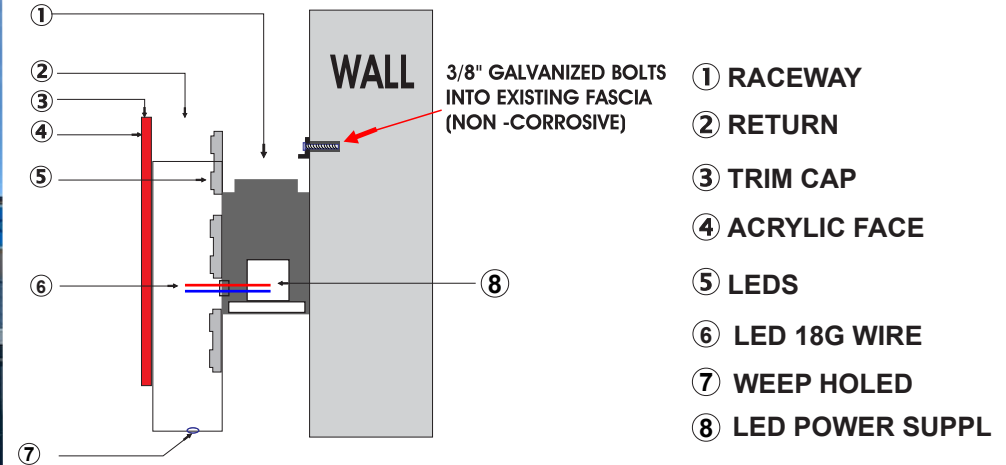 ①
②
③
④
⑤
⑥
⑦
⑧
WALL
3/8" GALVANIZED BOLTS
INTO EXISTING FASCIA
(NON -CORROSIVE)
① RACEWAY
② RETURN
③ TRIM CAP
④ ACRYLIC FACE
⑤ LEDS
⑥ LED 18G WIRE
⑦ WEEP HOLED
⑧ LED POWER SUPPL